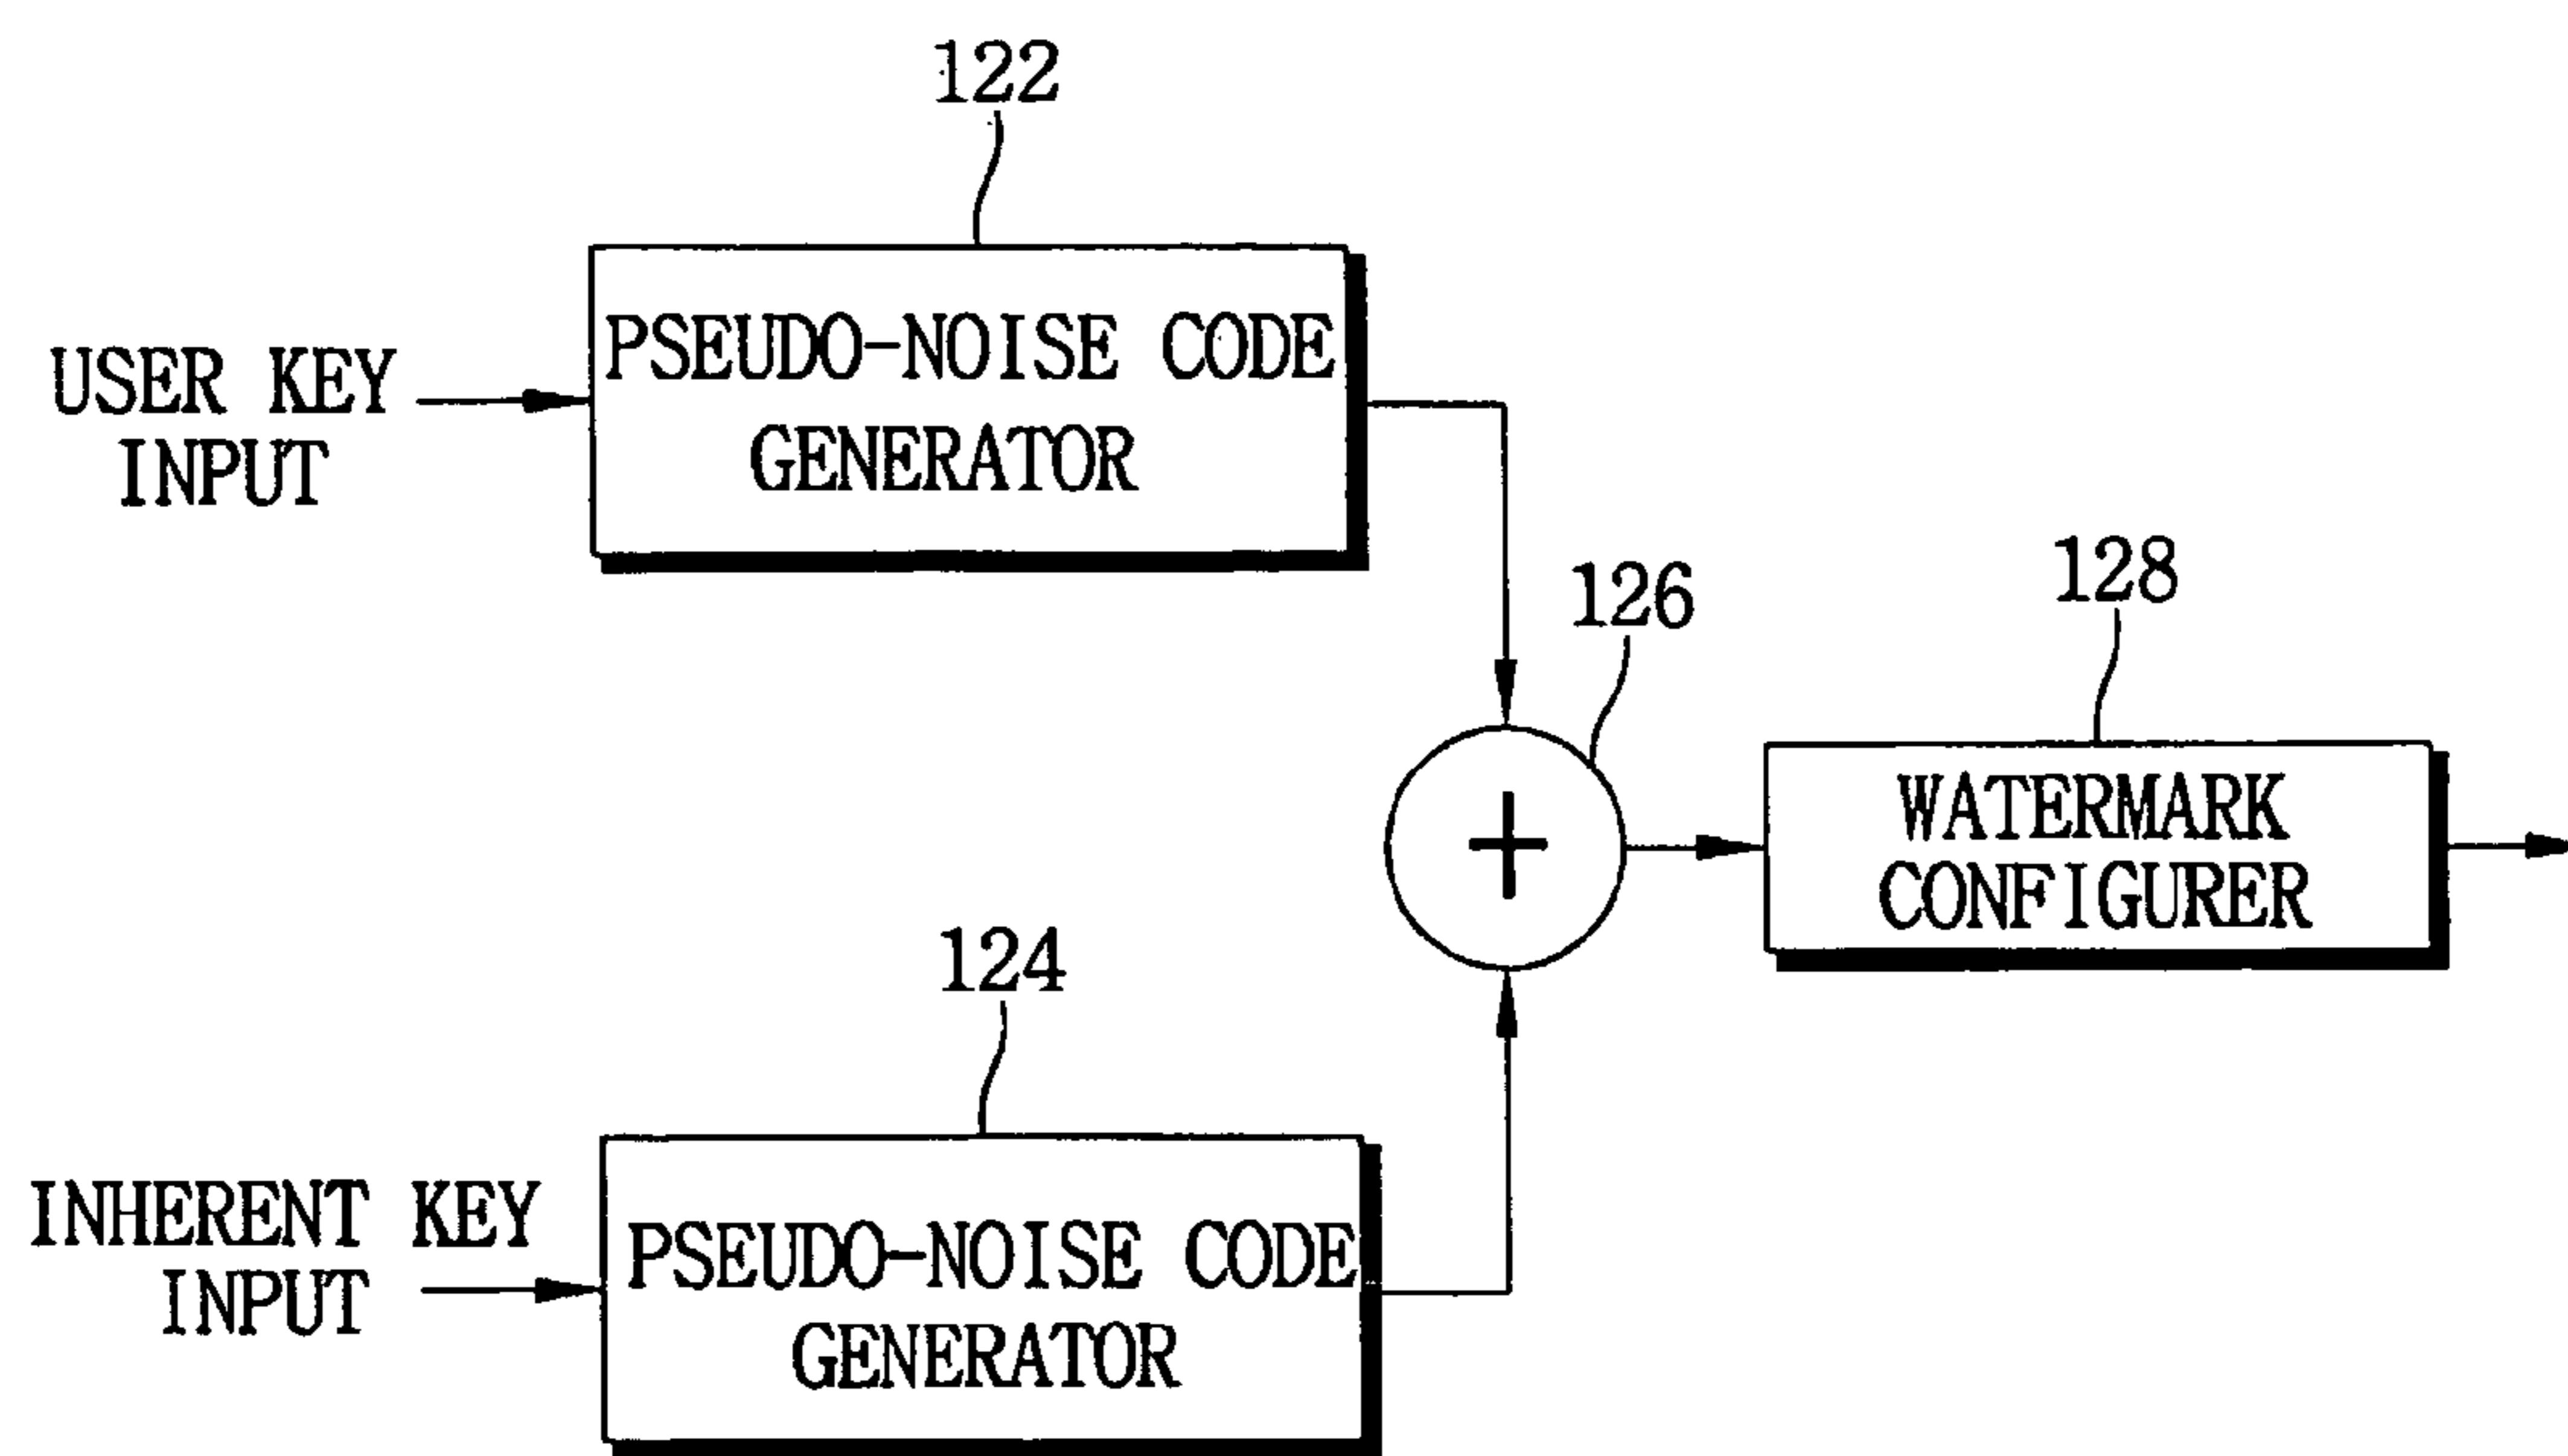 122
PSEUDO-NOISE CODE
GENERATOR
USER KEY
INPUT
126
128
+
WATERMARK
CONFIGURER
124
INHERENT KEY
INPUT
PSEUDO-NOISE CODE
GENERATOR